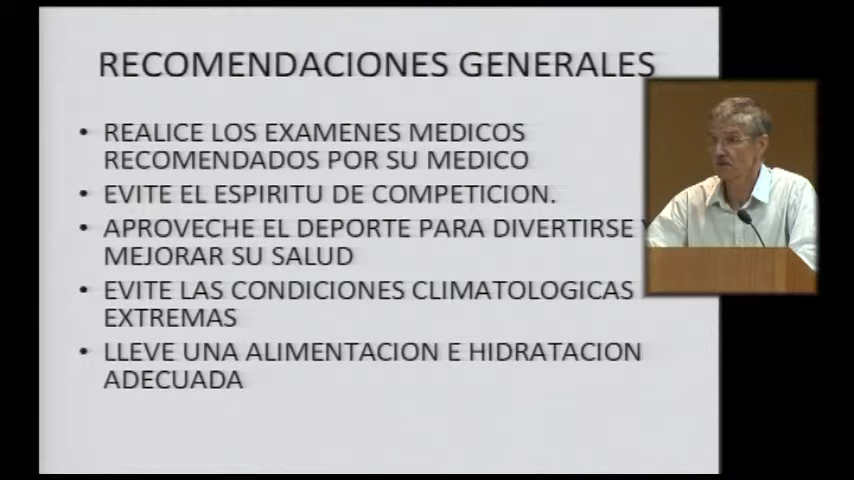 RECOMENDACIONES GENERALES
• REALICE LOS EXAMENES MEDICOS
RECOMENDADOS POR SU MEDICO
• EVITE EL ESPIRITU DE COMPETICION.
• APROVECHE EL DEPORTE PARA DIVERTIRSE Y
MEJORAR SU SALUD
• EVITE LAS CONDICIONES CLIMATOLOGICAS
EXTREMAS
• LLEVE UNA ALIMENTACION E HIDRATACION
ADECUADA